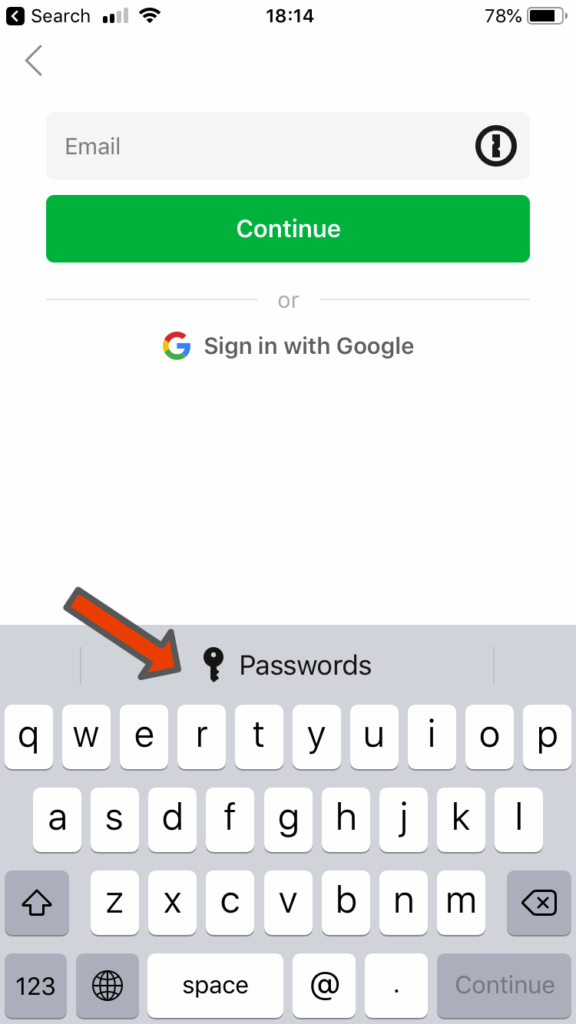 Search 18:14 78%
Email
Continue
or
Sign in with Google
Passwords
q w e r t y u i o p
a s d f g h j k l
z x c v b n m
123 space @ . Continue